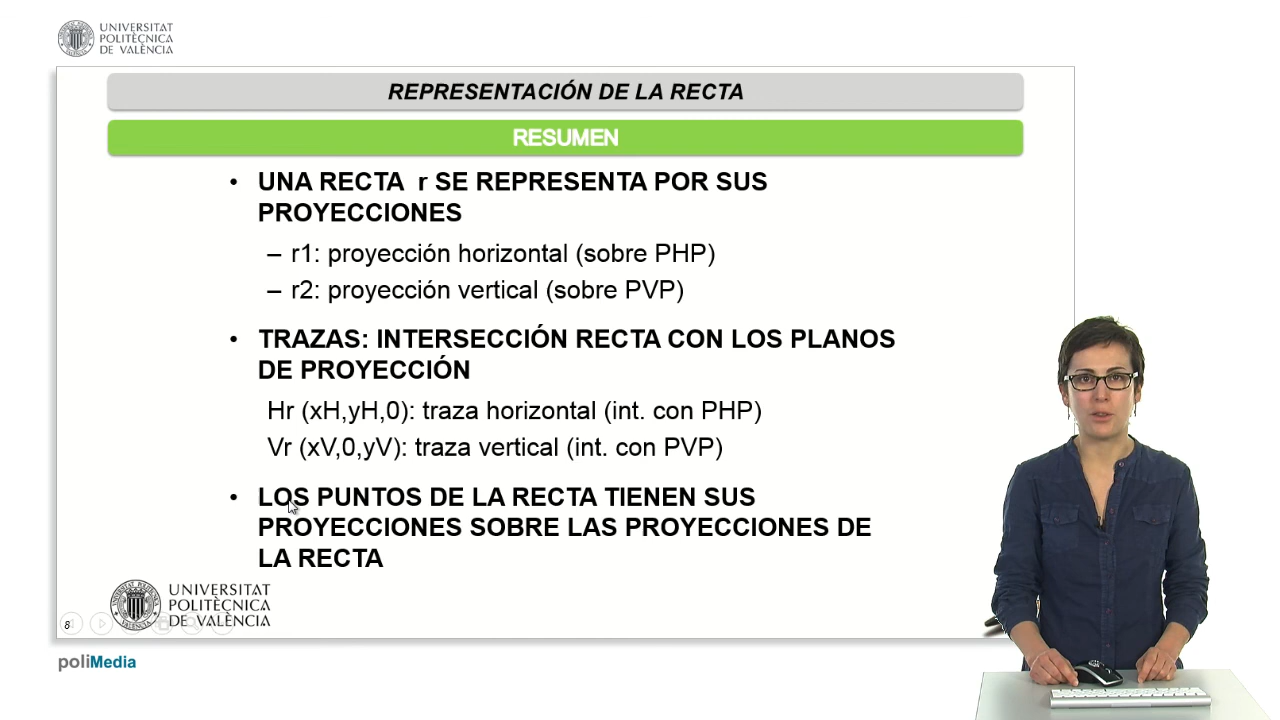 UNIVERSITAT
POLITÈCNICA
DE VALÈNCIA
REPRESENTACIÓN DE LA RECTA
RESUMEN
• UNA RECTA r SE REPRESENTA POR SUS
PROYECCIONES
– r1: proyección horizontal (sobre PHP)
– r2: proyección vertical (sobre PVP)
• TRAZAS: INTERSECCIÓN RECTA CON LOS PLANOS
DE PROYECCIÓN
Hr (xH,yH,0): traza horizontal (int. con PHP)
Vr (xV,0,yV): traza vertical (int. con PVP)
• LOS PUNTOS DE LA RECTA TIENEN SUS
PROYECCIONES SOBRE LAS PROYECCIONES DE
LA RECTA
UNIVERSITAT
POLITÈCNICA
DE VALÈNCIA
8
poliMedia